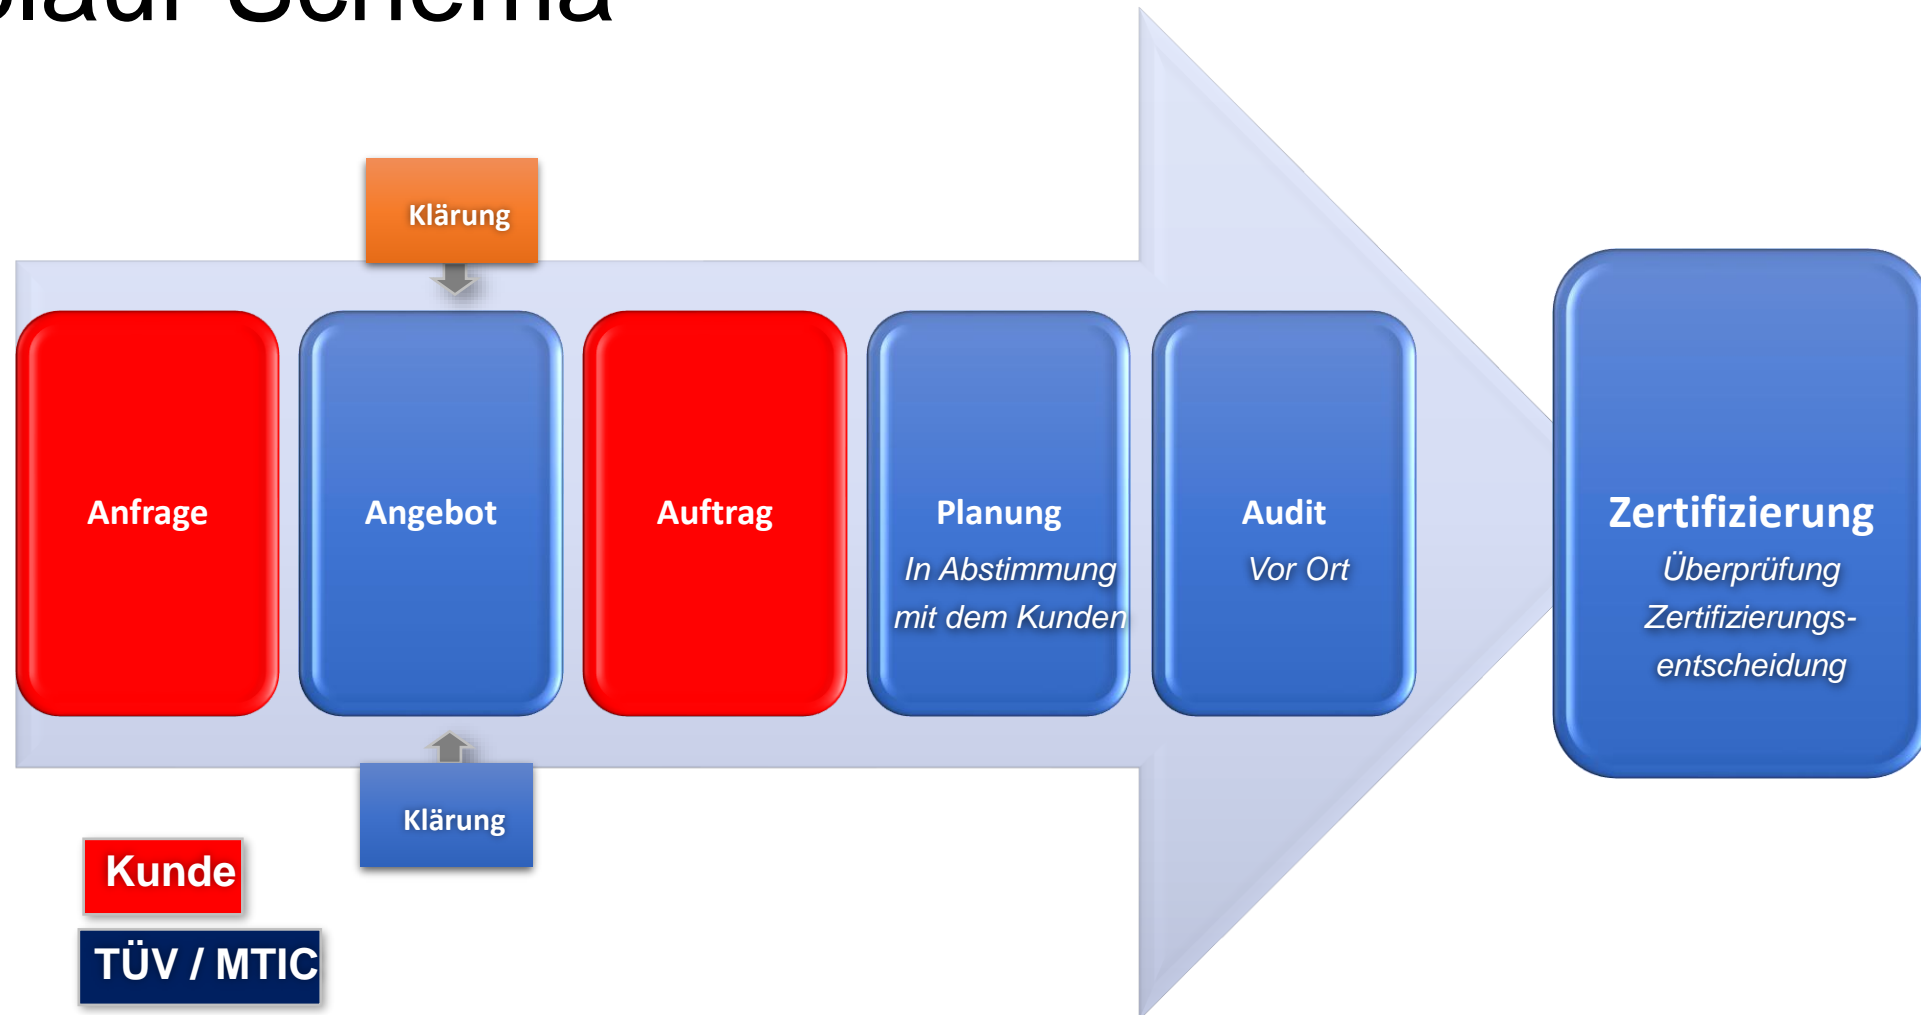 Schema
Klärung
Anfrage
Angebot
Auftrag
Planung
In Abstimmung
mit dem Kunden
Audit
Vor Ort
Zertifizierung
Überprüfung
Zertifizierungs-
entscheidung
Klärung
Kunde
TÜV / MTIC